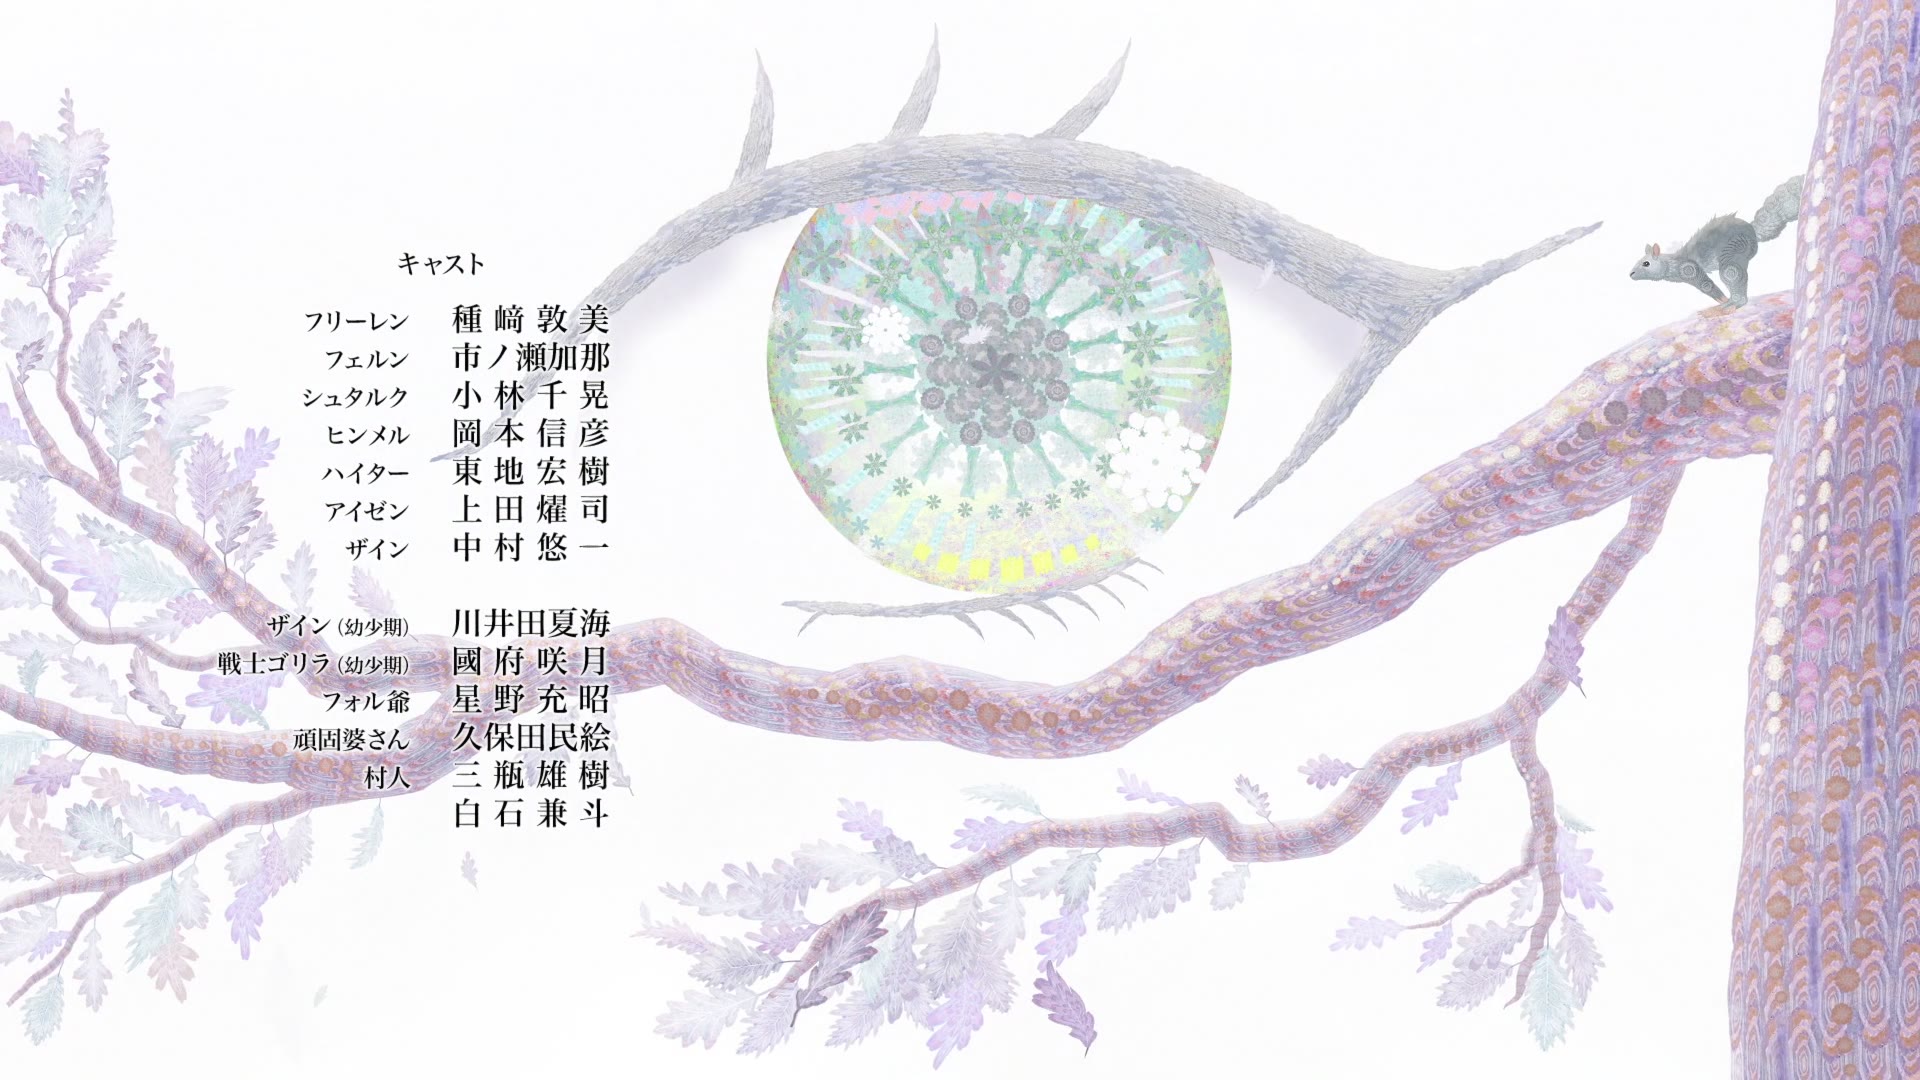 キャスト
フリーレン 種﨑敦美
フェルン 市ノ瀬加那
シュタルク 小林千晃
ヒンメル 岡本信彦
ハイター 東地宏樹
アイゼン 上田燿司
ザイン 中村悠一
ザイン（幼少期） 川井田夏海
戦士ゴリラ（幼少期） 國府咲月
フォル爺 星野充昭
頑固婆さん 久保田民絵
村人 三瓶雄樹
白石兼斗